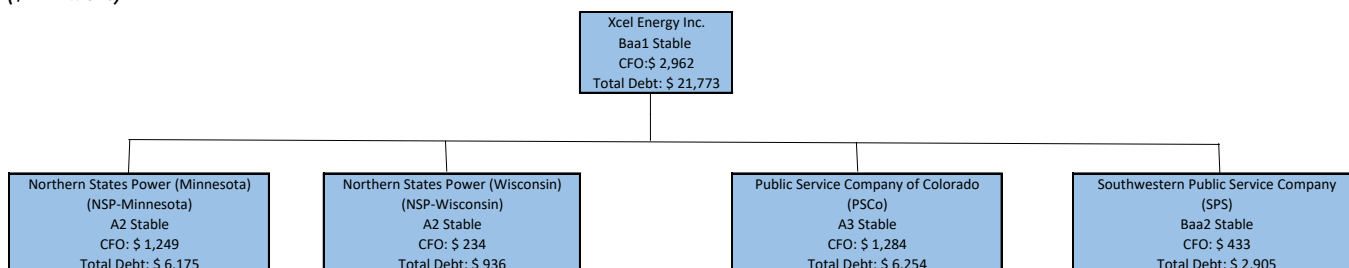 Xcel Energy Inc.
Baa1 Stable
CFO:$ 2,962
Total Debt: $ 21,773
Northern States Power (Minnesota)
(NSP-Minnesota)
A2 Stable
CFO: $ 1,249
Total Debt: $ 6,175
Northern States Power (Wisconsin)
(NSP-Wisconsin)
A2 Stable
CFO: $ 234
Total Debt: $ 936
Public Service Company of Colorado
(PSCo)
A3 Stable
CFO: $ 1,284
Total Debt: $ 6,254
Southwestern Public Service Company
(SPS)
Baa2 Stable
CFO: $ 433
Total Debt: $ 2,905